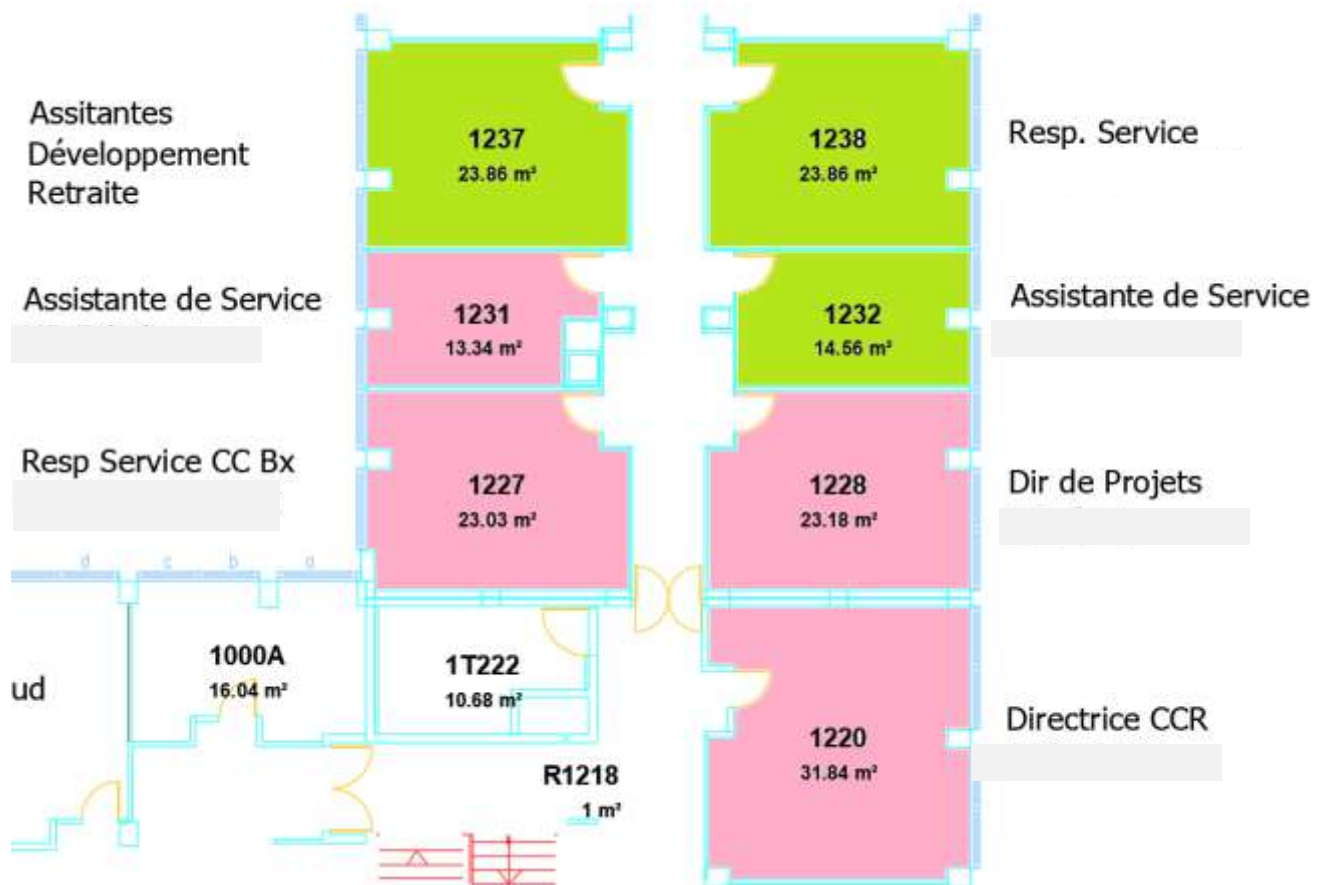 Assitantes
Développement
Retraite
1237
23.86 m²
1238
23.86 m²
Resp. Service
Assistante de Service
1231
13.34 m²
1232
14.56 m²
Assistante de Service
Resp Service CC Bx
1227
23.03 m²
1228
23.18 m²
Dir de Projets
d c b a
1000A
16.04 m²
1T222
10.68 m²
ud
1220
31.84 m²
Directrice CCR
R1218
1 m²